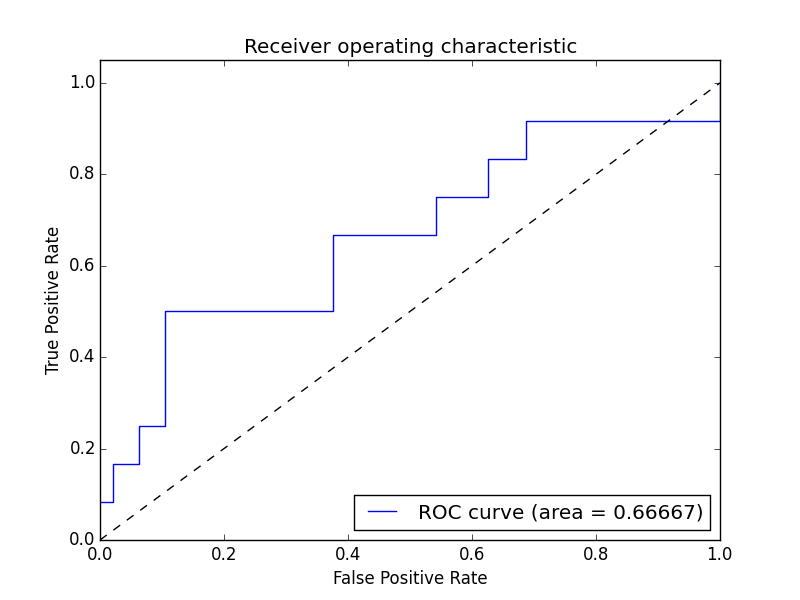 Receiver operating characteristic
True Positive Rate
1.0
0.8
0.6
0.4
0.2
0.0
ROC curve (area = 0.66667)
0.0 0.2 0.4 0.6 0.8 1.0
False Positive Rate